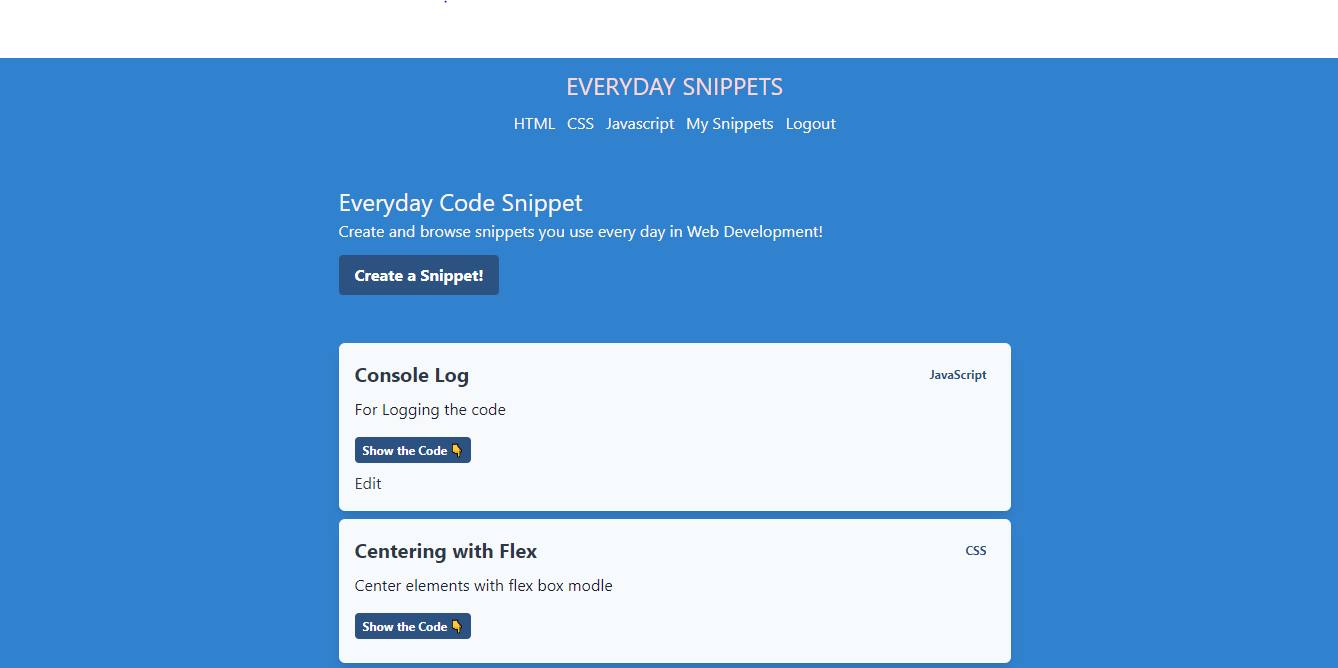 EVERYDAY SNIPPETS
HTML CSS Javascript My Snippets Logout
Everyday Code Snippet
Create and browse snippets you use every day in Web Development!
Create a Snippet!
Console Log
JavaScript
For Logging the code
Show the Code 👇
Edit
Centering with Flex
CSS
Center elements with flex box modle
Show the Code 👇